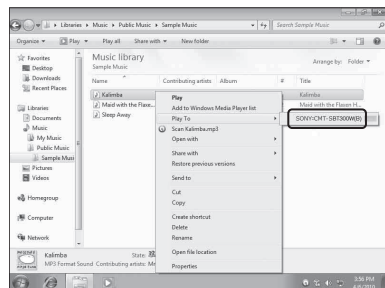 Libraries ▸ Music ▸ Public Music ▸ Sample Music
Search Sample Music
Organize Play Play all Share with New folder
Favorites
Desktop
Downloads
Recent Places
Libraries
Documents
Music
My Music
Public Music
Sample Musi
Pictures
Videos
Homegroup
Computer
Network
Music library
Sample Music
Arrange by: Folder
Name Contributing artists Album # Title
Kalimba
Maid with the Flaxe...
Sleep Away
Kalimba
Maid with the Flaxen H...
Play
Add to Windows Media Player list
Play To
Scan Kalimba.mp3
Open with
Share with
Restore previous versions
Send to
Cut
Copy
Create shortcut
Delete
Rename
Open file location
Properties
SONY:CMT-SBT300W(B)
Kalimba State:
MP3 Format Sound Contributing artists: Mr
3:56 PM